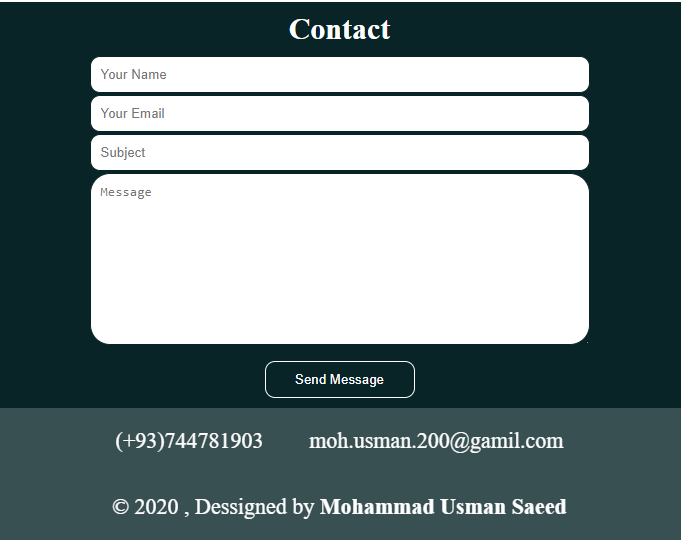 Contact
Your Name
Your Email
Subject
Message
Send Message
(+93)744781903 moh.usman.200@gamil.com
© 2020 , Dessigned by Mohammad Usman Saeed